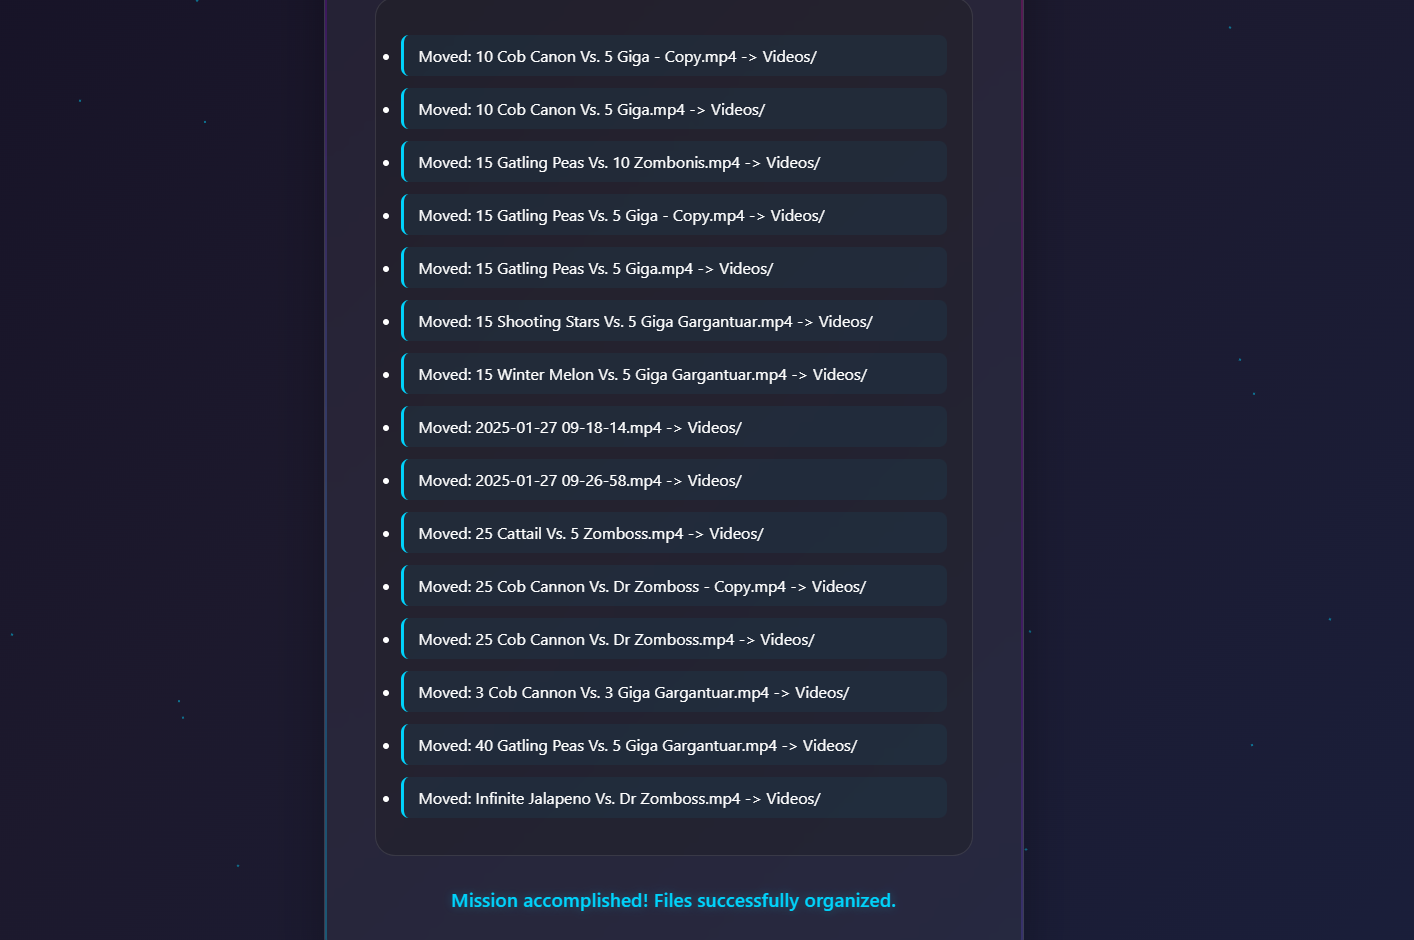 Moved: 10 Cob Canon Vs. 5 Giga - Copy.mp4 -> Videos/
Moved: 10 Cob Canon Vs. 5 Giga.mp4 -> Videos/
Moved: 15 Gatling Peas Vs. 10 Zombonis.mp4 -> Videos/
Moved: 15 Gatling Peas Vs. 5 Giga - Copy.mp4 -> Videos/
Moved: 15 Gatling Peas Vs. 5 Giga.mp4 -> Videos/
Moved: 15 Shooting Stars Vs. 5 Giga Gargantuar.mp4 -> Videos/
Moved: 15 Winter Melon Vs. 5 Giga Gargantuar.mp4 -> Videos/
Moved: 2025-01-27 09-18-14.mp4 -> Videos/
Moved: 2025-01-27 09-26-58.mp4 -> Videos/
Moved: 25 Cattail Vs. 5 Zomboss.mp4 -> Videos/
Moved: 25 Cob Cannon Vs. Dr Zomboss - Copy.mp4 -> Videos/
Moved: 25 Cob Cannon Vs. Dr Zomboss.mp4 -> Videos/
Moved: 3 Cob Cannon Vs. 3 Giga Gargantuar.mp4 -> Videos/
Moved: 40 Gatling Peas Vs. 5 Giga Gargantuar.mp4 -> Videos/
Moved: Infinite Jalapeno Vs. Dr Zomboss.mp4 -> Videos/
Mission accomplished! Files successfully organized.